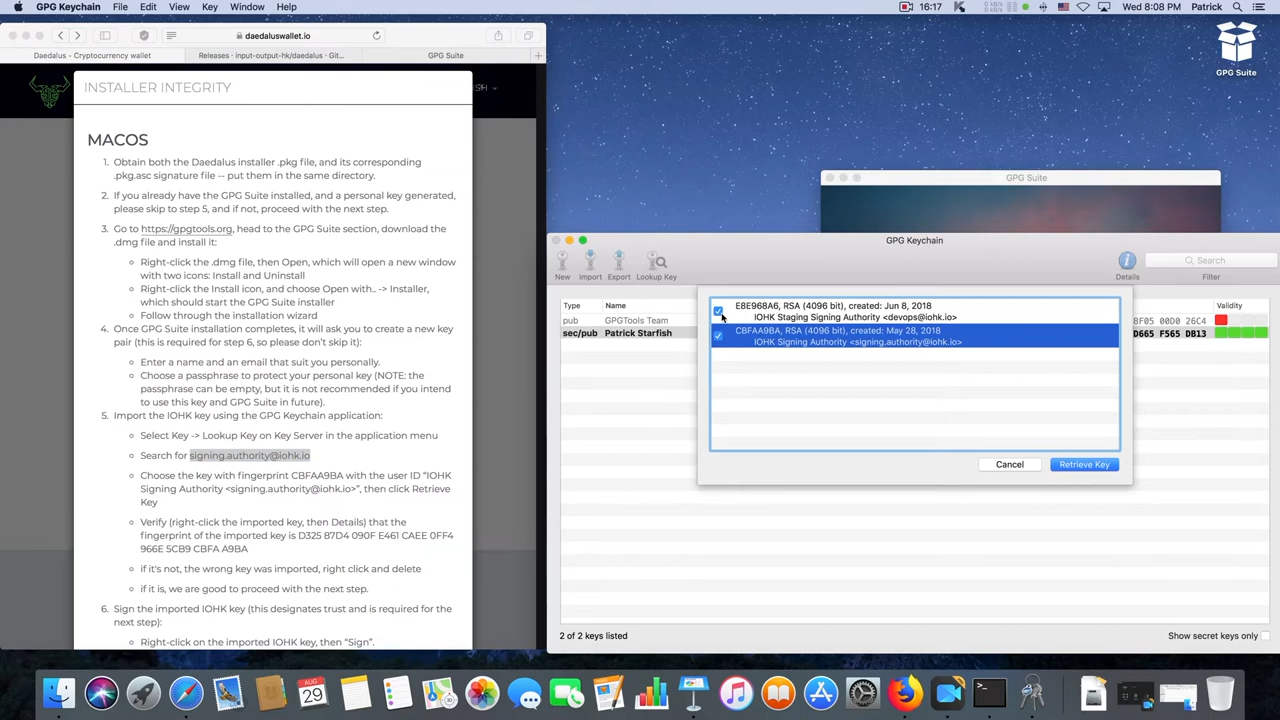 GPG Keychain File Edit View Key Window Help
16:17
Wed 8:08 PM Patrick
daedaluswallet.io
Daedalus - Cryptocurrency wallet
Releases · input-output-hk/daedalus · Git...
GPG Suite
INSTALLER INTEGRITY
MACOS
1. Obtain both the Daedalus installer .pkg file, and its corresponding
.pkg.asc signature file -- put them in the same directory.
2. If you already have the GPG Suite installed, and a personal key generated,
please skip to step 5, and if not, proceed with the next step.
3. Go to https://gpgtools.org, head to the GPG Suite section, download the
.dmg file and install it:
Right-click the .dmg file, then Open, which will open a new window
with two icons: Install and Uninstall
Right-click the Install icon, and choose Open with.. -> Installer,
which should start the GPG Suite installer
Follow through the installation wizard
4. Once GPG Suite installation completes, it will ask you to create a new key
pair (this is required for step 6, so please don't skip it):
Enter a name and an email that suit you personally.
Choose a passphrase to protect your personal key (NOTE: the
passphrase can be empty, but it is not recommended if you intend
to use this key and GPG Suite in future).
5. Import the IOHK key using the GPG Keychain application:
Select Key -> Lookup Key on Key Server in the application menu
Search for signing.authority@iohk.io
Choose the key with fingerprint CBFAA9BA with the user ID “IOHK
Signing Authority <signing.authority@iohk.io>”, then click Retrieve
Key
Verify (right-click the imported key, then Details) that the
fingerprint of the imported key is D325 87D4 090F E461 CAEE 0FF4
966E 5CB9 CBFA A9BA
if it's not, the wrong key was imported, right click and delete
if it is, we are good to proceed with the next step.
6. Sign the imported IOHK key (this designates trust and is required for the
next step):
Right-click on the imported IOHK key, then “Sign”.
GPG Suite
GPG Suite
GPG Keychain
New Import Export Lookup Key
Details
Search
Filter
Type Name Validity
pub GPGTools Team 8F05 00D0 26C4
sec/pub Patrick Starfish D665 F565 DB13
E8E968A6, RSA (4096 bit), created: Jun 8, 2018
IOHK Staging Signing Authority <devops@iohk.io>
CBFAA9BA, RSA (4096 bit), created: May 28, 2018
IOHK Signing Authority <signing.authority@iohk.io>
Cancel
Retrieve Key
2 of 2 keys listed
Show secret keys only
AUG
29